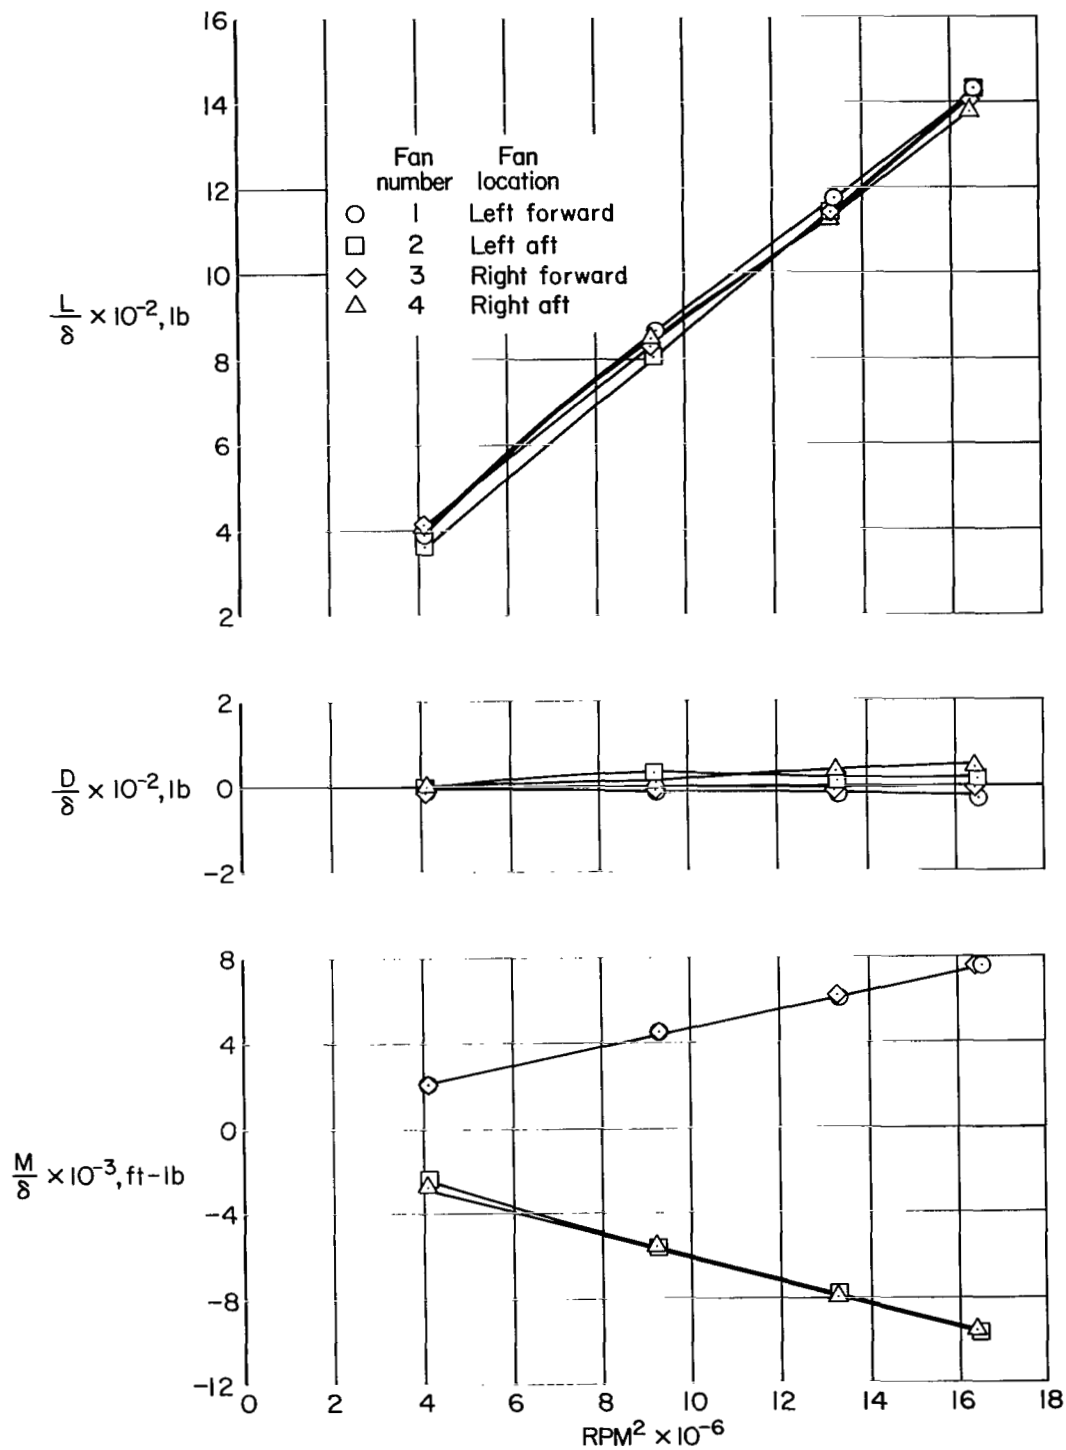 16
14
Fan Fan
number location
12
1 Left forward
2 Left aft
10
3 Right forward
4 Right aft
L/δ × 10⁻², lb
8
6
4
2
2
D/δ × 10⁻², lb
0
−2
8
4
0
M/δ × 10⁻³, ft−lb
−4
−8
−12
0 2 4 6 8 10 12 14 16 18
RPM² × 10⁻⁶